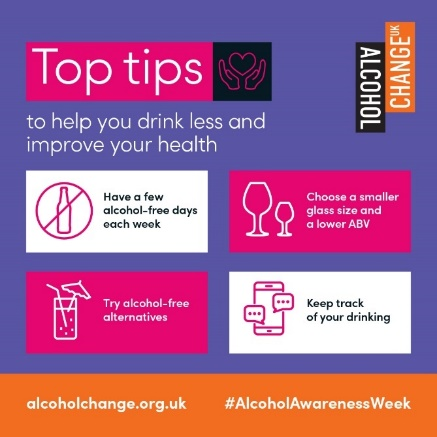 Top tips
ALCOHOL
CHANGE UK
to help you drink less and
improve your health
Have a few
alcohol-free days
each week
Choose a smaller
glass size and
a lower ABV
Try alcohol-free
alternatives
Keep track
of your drinking
alcoholchange.org.uk
#AlcoholAwarenessWeek